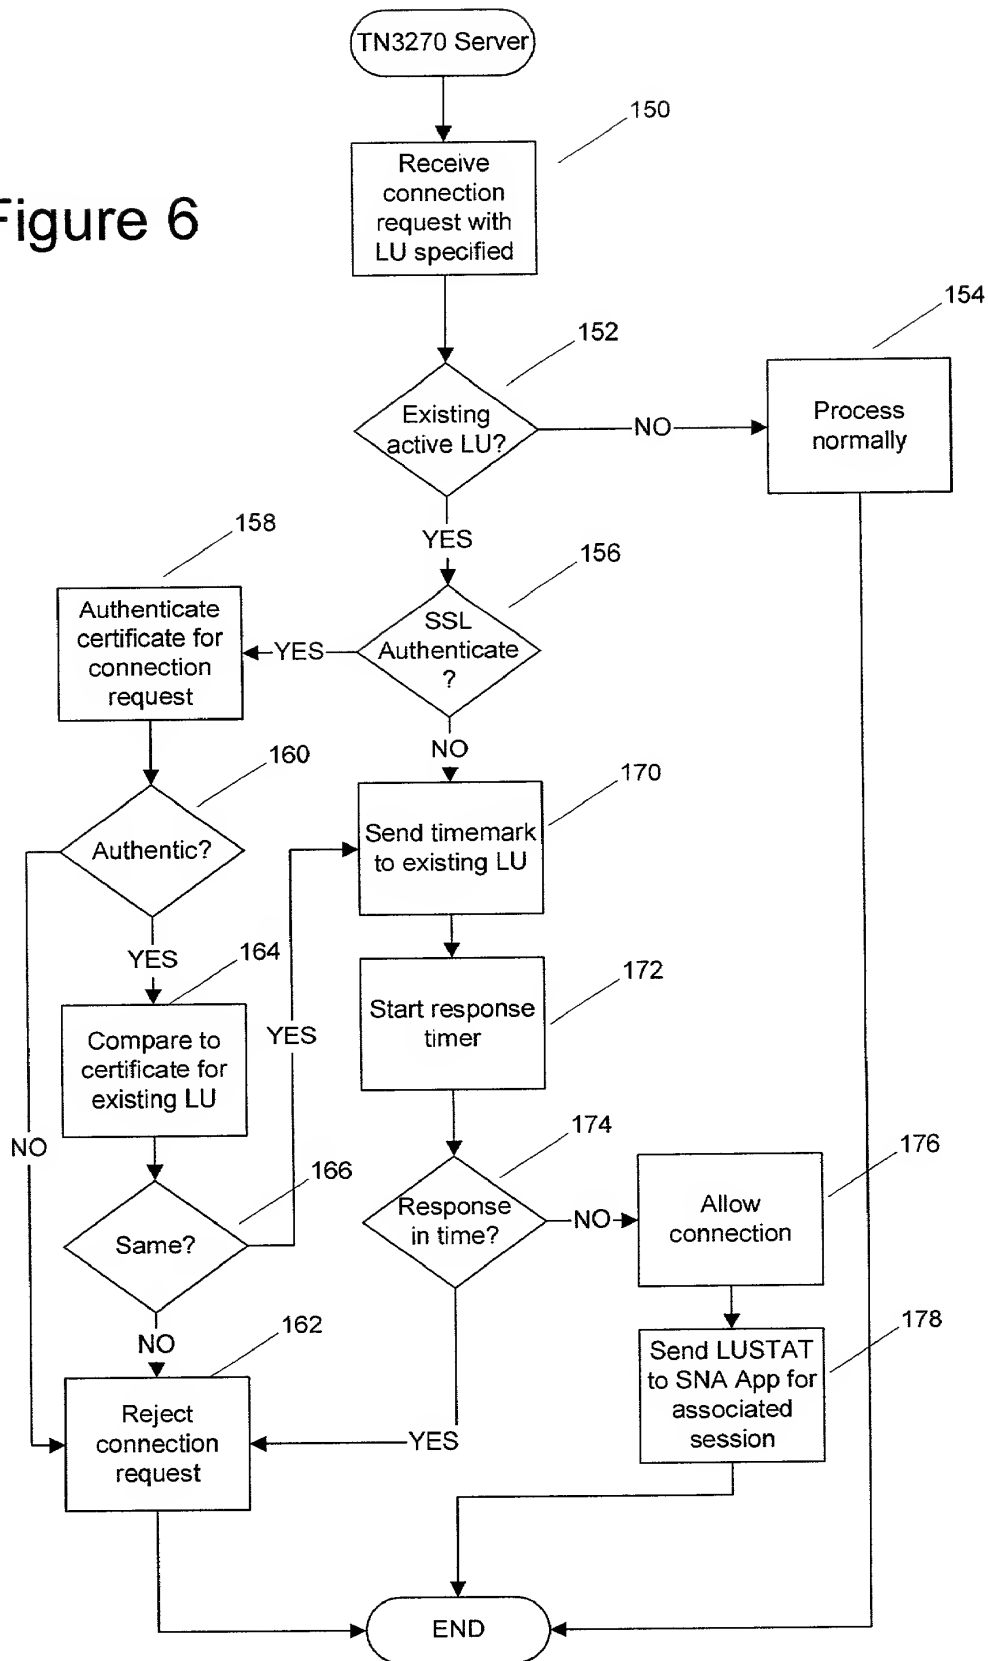 TN3270 Server
150
Receive
connection
request with
LU specified
Figure 6
154
152
Existing
active LU?
NO
Process
normally
YES
158
156
Authenticate
certificate for
connection
request
YES
SSL
Authenticate
?
NO
160
170
Authentic?
Send timemark
to existing LU
YES
164
172
Compare to
certificate for
existing LU
YES
Start response
timer
NO
174
176
166
Same?
Response
in time?
NO
Allow
connection
NO
162
178
Reject
connection
request
YES
Send LUSTAT
to SNA App for
associated
session
END